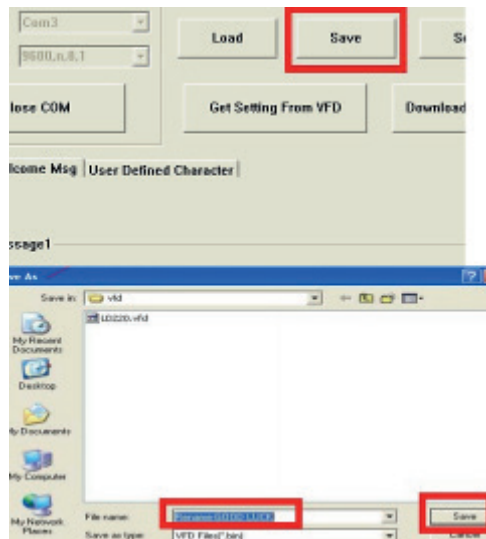 Com3
9600,n,8,1
Load
Save
lose COM
Get Setting From VFD
Download
lcome Msg
User Defined Character
ssage1
ve As
Save in:
vfd
LD220.vfd
My Recent
Documents
Desktop
My Documents
My Computer
My Network
Places
File name:
GOOD LUCK
Save
Save as type:
VFD Files(*.bin)
Cancel